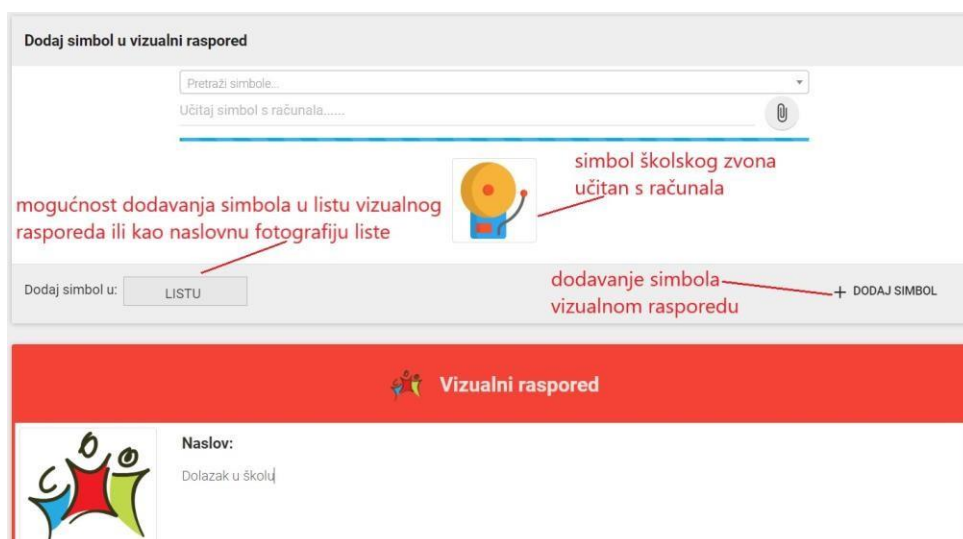 Dodaj simbol u vizualni raspored
Pretraži simbole...
Učitaj simbol s računala......
simbol školskog zvona
učitan s računala
mogućnost dodavanja simbola u listu vizualnog
rasporeda ili kao naslovnu fotografiju liste
Dodaj simbol u:
LISTU
dodavanje simbola
vizualnom rasporedu
+ DODAJ SIMBOL
Vizualni raspored
Naslov:
Dolazak u školu